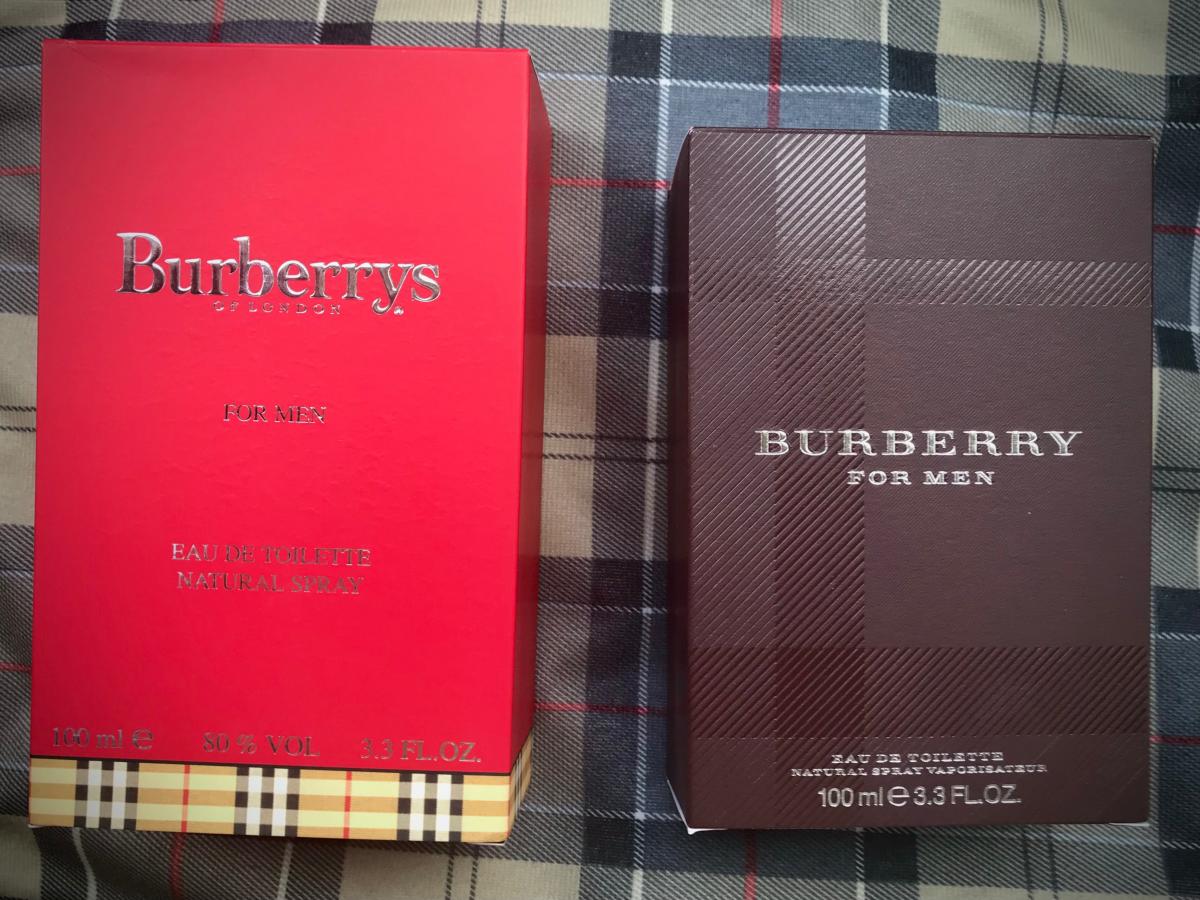 Burberrys
OF LONDON
FOR MEN
EAU DE TOILETTE
NATURAL SPRAY
100 ml ℮ 80 % VOL 3.3 FL.OZ.
BURBERRY
FOR MEN
EAU DE TOILETTE
NATURAL SPRAY VAPORISATEUR
100 ml ℮ 3.3 FL.OZ.